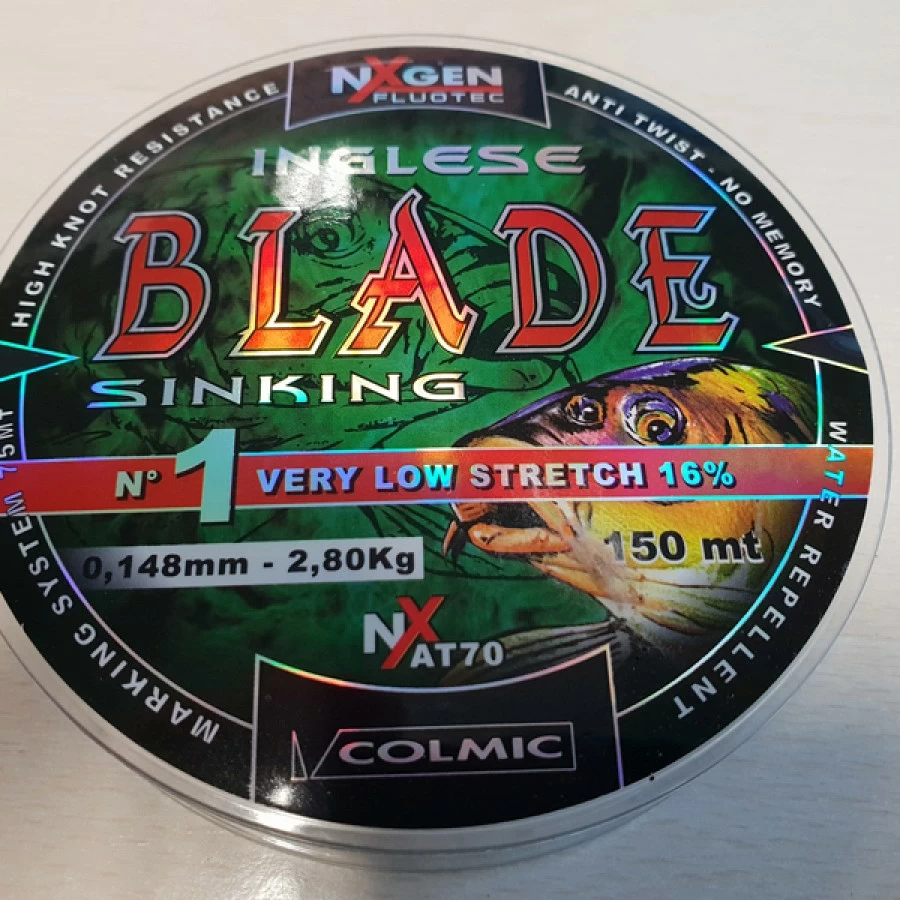 NXGEN
FLUOTEC
HIGH KNOT RESISTANCE
ANTI TWIST - NO MEMORY
INGLESE
BLADE
SINKING
N° 1 VERY LOW STRETCH 16%
0,148mm - 2,80Kg
150 mt
NX AT70
MARKING SYSTEM 75MT
WATER REPELLENT
COLMIC